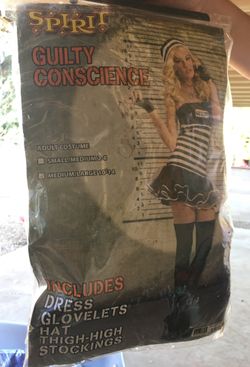 SPIRIT
GUILTY
CONSCIENCE
ADULT COSTUME
SMALL/MEDIUM 2-8
MEDIUM/LARGE 10-14
INCLUDES
DRESS
GLOVELETS
HAT
THIGH-HIGH
STOCKINGS